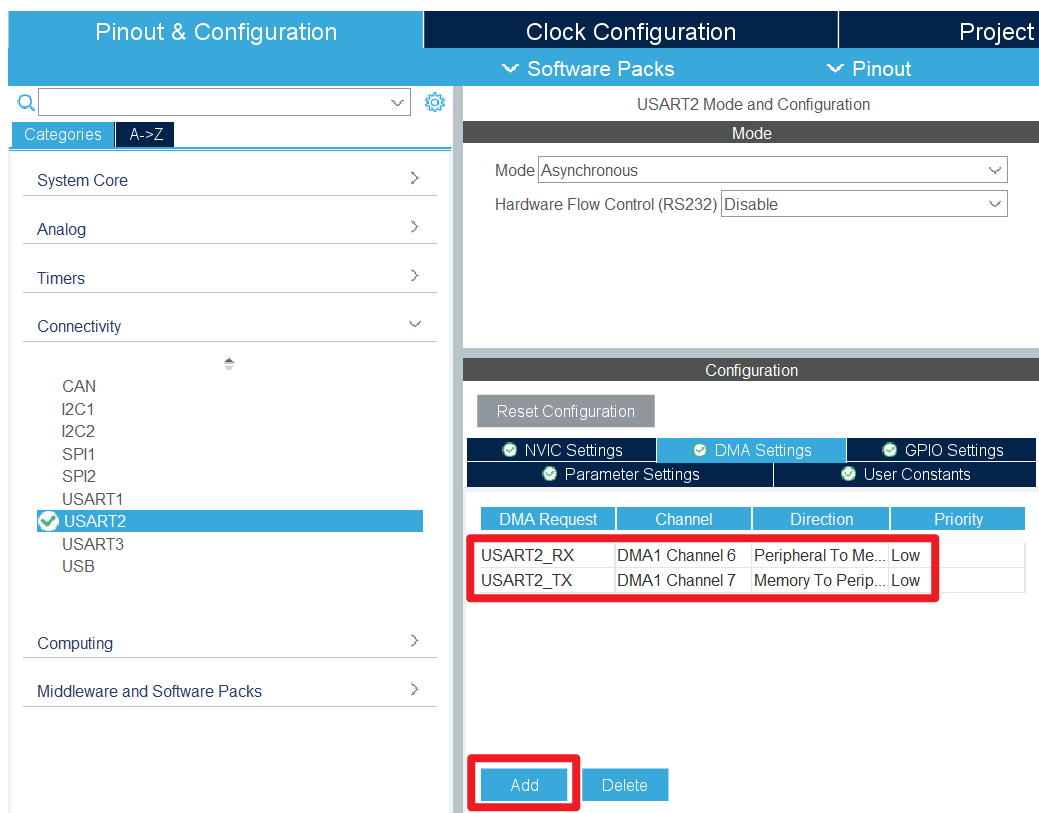 Pinout & Configuration
Clock Configuration
Project
Software Packs
Pinout
Categories
A->Z
System Core
Analog
Timers
Connectivity
CAN
I2C1
I2C2
SPI1
SPI2
USART1
USART2
USART3
USB
Computing
Middleware and Software Packs
USART2 Mode and Configuration
Mode
Mode Asynchronous
Hardware Flow Control (RS232) Disable
Configuration
Reset Configuration
NVIC Settings
DMA Settings
GPIO Settings
Parameter Settings
User Constants
DMA Request Channel Direction Priority
USART2_RX DMA1 Channel 6 Peripheral To Me... Low
USART2_TX DMA1 Channel 7 Memory To Perip... Low
Add
Delete